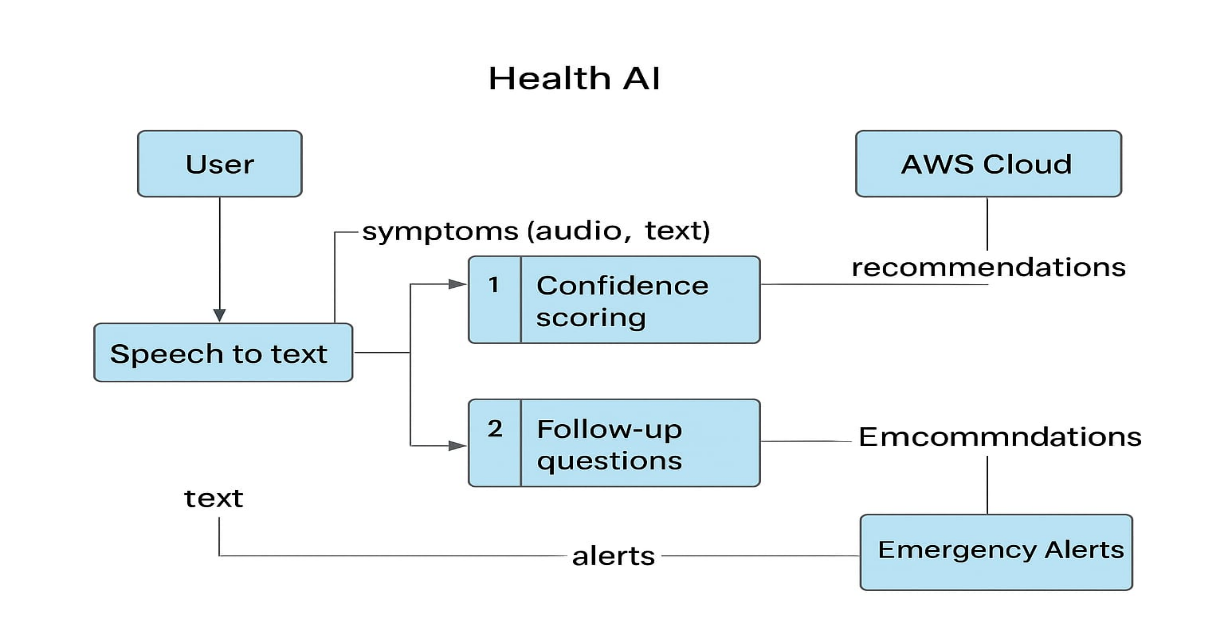 Health AI
User
AWS Cloud
symptoms (audio, text)
recommendations
1
Confidence
scoring
Speech to text
2
Follow-up
questions
Emcommndations
text
alerts
Emergency Alerts